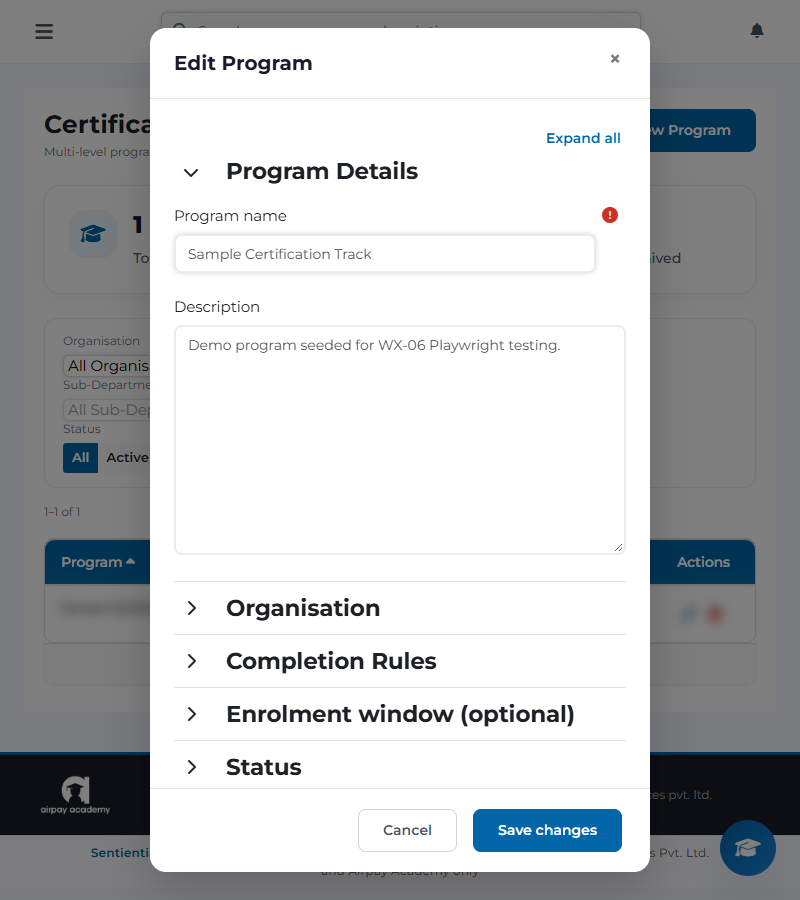 Edit Program
×
Expand all
Program Details
Program name
Sample Certification Track
Description
Demo program seeded for WX-06 Playwright testing.
Organisation
Completion Rules
Enrolment window (optional)
Status
Cancel
Save changes
Certifica
Multi-level progra
ew Program
1
To
ived
Organisation
All Organis
Sub-Departme
All Sub-Dep
Status
All
Active
1–1 of 1
Program
Actions
airpay academy
ces pvt. ltd.
Sentienti
s Pvt. Ltd.
and Airpay Academy only